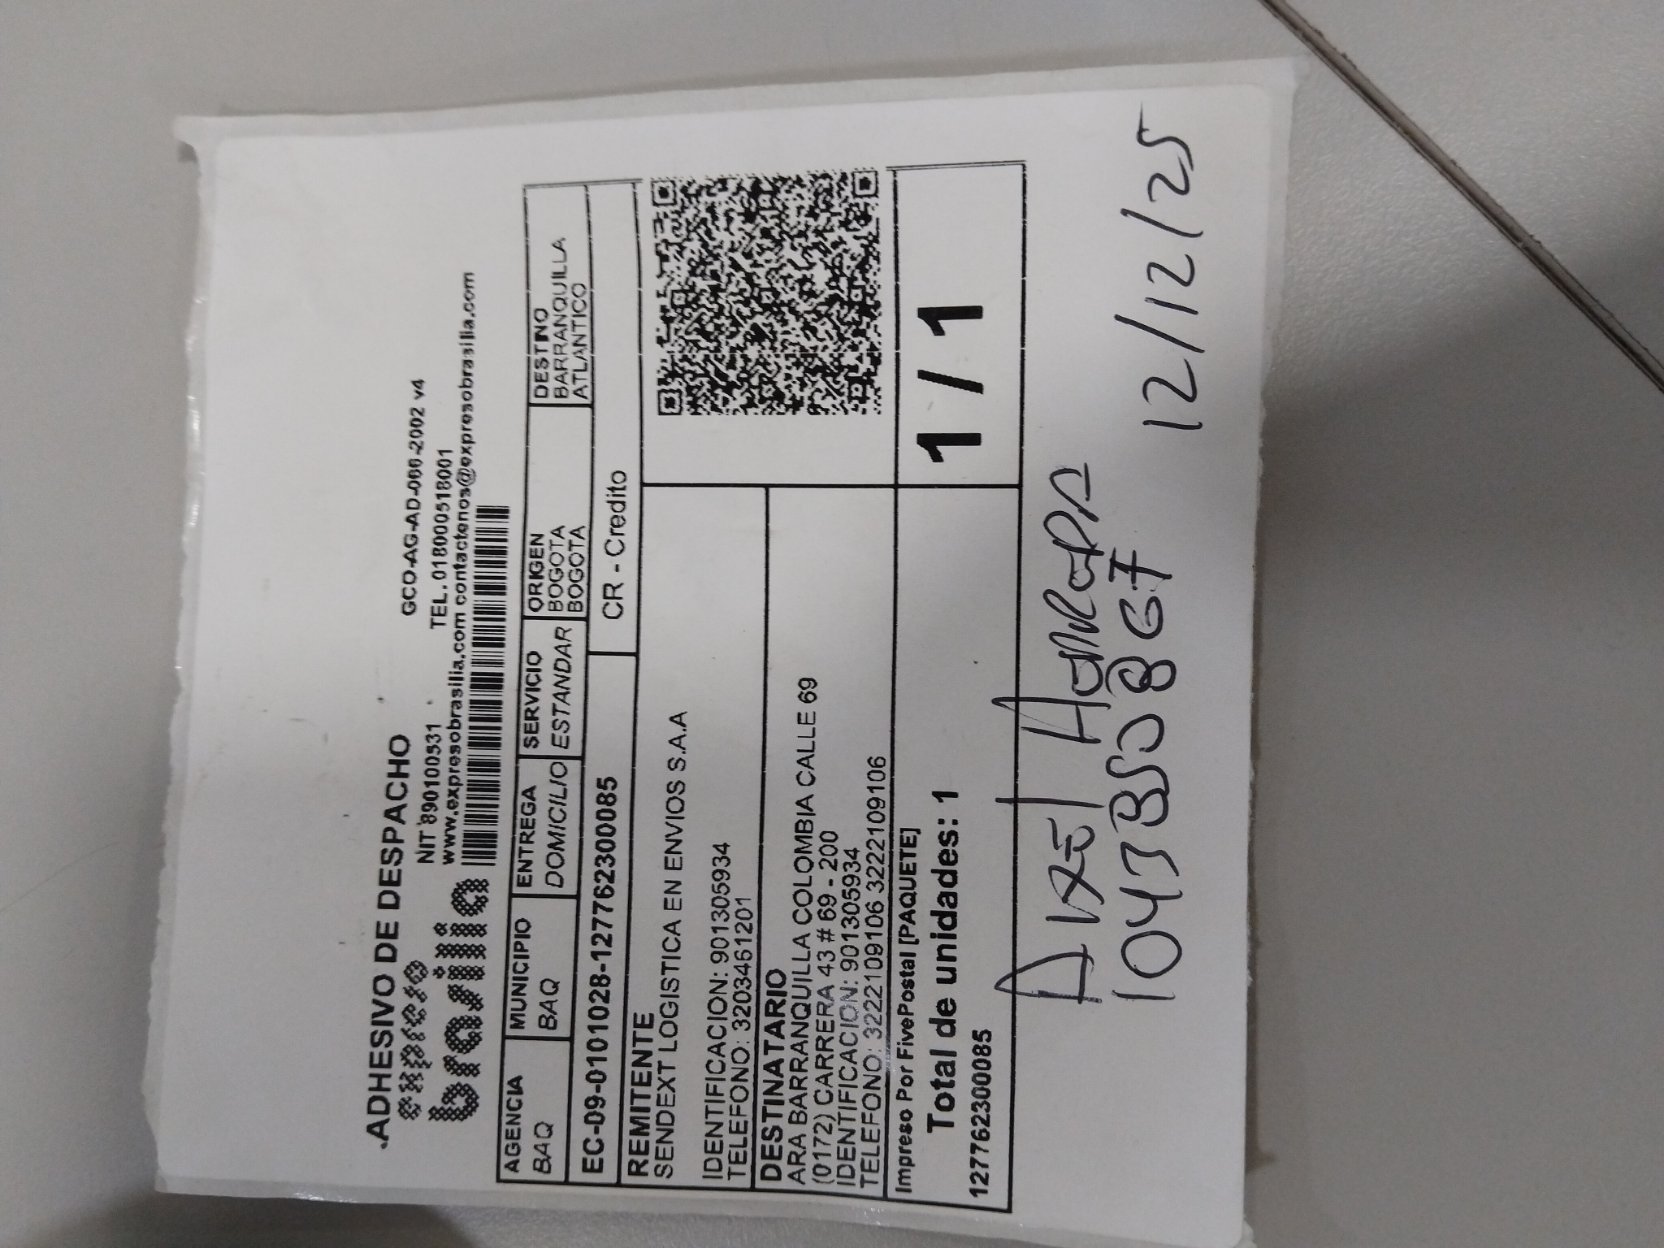 ADHESIVO DE DESPACHO
GCO-AG-AD-066-2002 v4
expreso
brasilia
NIT 890100531
TEL. 018000518001
www.expresobrasilia.com contactenos@expresobrasilia.com
AGENCIA MUNICIPIO ENTREGA SERVICIO ORIGEN DESTINO
BAQ BAQ DOMICILIO ESTANDAR BOGOTA BARRANQUILLA
BOGOTA ATLANTICO
EC-09-0101028-127762300085 CR - Credito
REMITENTE
SENDEXT LOGISTICA EN ENVIOS S.A.A
IDENTIFICACION: 901305934
TELEFONO: 3203461201
DESTINATARIO
ARA BARRANQUILLA COLOMBIA CALLE 69
(0172) CARRERA 43 # 69 - 200
IDENTIFICACION: 901305934
TELEFONO: 3222109106 3222109106
Impreso Por FivePostal [PAQUETE]
Total de unidades: 1
1 / 1
127762300085
12/12/25